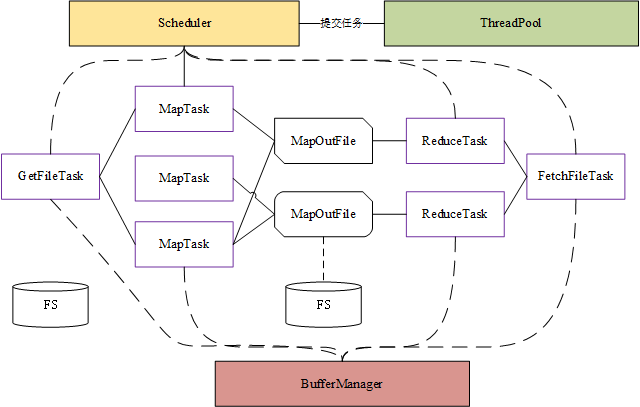 Scheduler
提交任务
ThreadPool
MapTask
MapOutFile
ReduceTask
GetFileTask
MapTask
FetchFileTask
MapOutFile
ReduceTask
MapTask
FS
FS
BufferManager